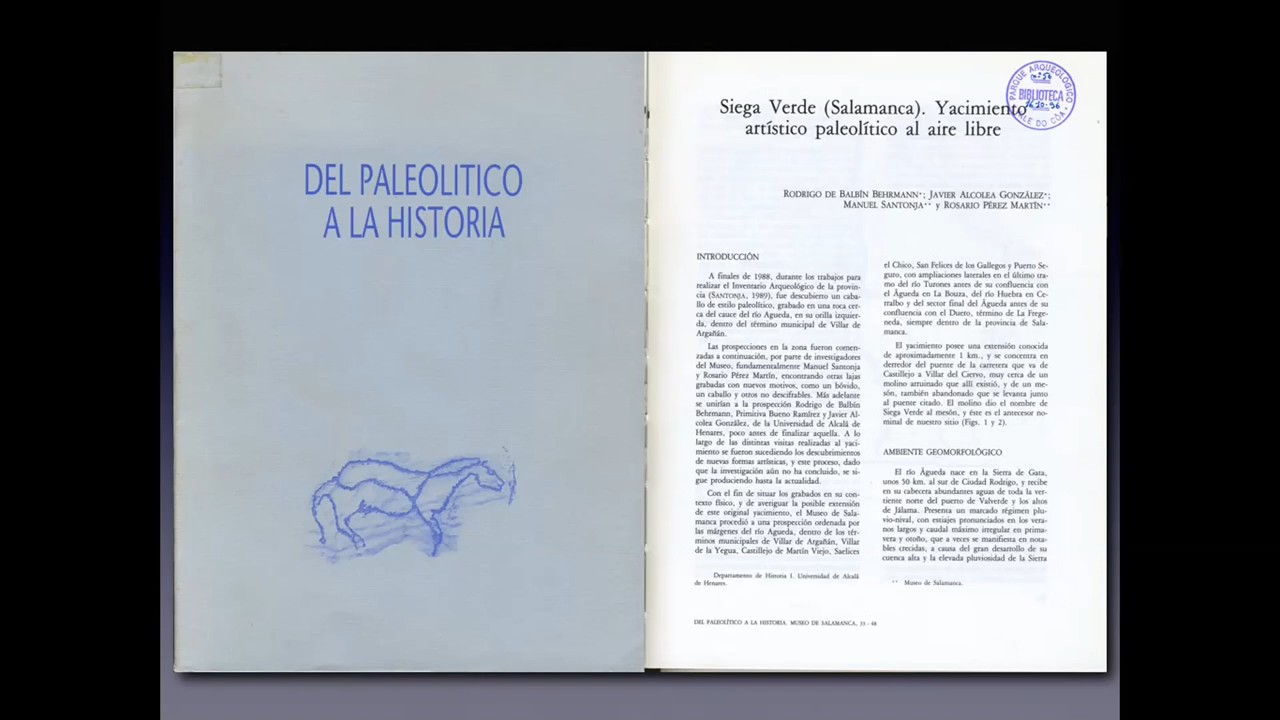 DEL PALEOLITICO
A LA HISTORIA
PARQUE ARQUEOLÓGICO
BIBLIOTECA
16-10-96
VALE DO CÔA
Siega Verde (Salamanca). Yacimiento
artístico paleolítico al aire libre
RODRIGO DE BALBÍN BEHRMANN*; JAVIER ALCOLEA GONZÁLEZ*;
MANUEL SANTONJA** y ROSARIO PÉREZ MARTÍN**
INTRODUCCIÓN
A finales de 1988, durante los trabajos para
realizar el Inventario Arqueológico de la provin-
cia (SANTONJA, 1989), fue descubierto un caba-
llo de estilo paleolítico, grabado en una roca cer-
ca del cauce del río Agueda, en su orilla izquier-
da, dentro del término municipal de Villar de
Argañán.
Las prospecciones en la zona fueron comen-
zadas a continuación, por parte de investigadores
del Museo, fundamentalmente Manuel Santonja
y Rosario Pérez Martín, encontrando otras lajas
grabadas con nuevos motivos, como un bóvido,
un caballo y otros no descifrables. Más adelante
se unirían a la prospección Rodrigo de Balbín
Behrmann, Primitiva Bueno Ramírez y Javier Al-
colea González, de la Universidad de Alcalá de
Henares, poco antes de finalizar aquella. A lo
largo de las distintas visitas realizadas al yaci-
miento se fueron sucediendo los descubrimientos
de nuevas formas artísticas, y este proceso, dado
que la investigación aún no ha concluido, se si-
gue produciendo hasta la actualidad.
Con el fin de situar los grabados en su con-
texto físico, y de averiguar la posible extensión
de este original yacimiento, el Museo de Sala-
manca procedió a una prospección ordenada por
las márgenes del río Agueda, dentro de los tér-
minos municipales de Villar de Argañán, Villar
de la Yegua, Castillejo de Martín Viejo, Saelices
el Chico, San Felices de los Gallegos y Puerto Se-
guro, con ampliaciones laterales en el último tra-
mo del río Turones antes de su confluencia con
el Águeda en La Bouza, del río Huebra en Ce-
rralbo y del sector final del Águeda antes de su
confluencia con el Duero, término de La Frege-
neda, siempre dentro de la provincia de Sala-
manca.
El yacimiento posee una extensión conocida
de aproximadamente 1 km., y se concentra en
derredor del puente de la carretera que va de
Castillejo a Villar del Ciervo, muy cerca de un
molino arruinado que allí existió, y de un me-
són, también abandonado que se levanta junto
al puente citado. El molino dio el nombre de
Siega Verde al mesón, y éste es el antecesor no-
minal de nuestro sitio (Figs. 1 y 2).
AMBIENTE GEOMORFOLÓGICO
El río Águeda nace en la Sierra de Gata,
unos 50 km. al sur de Ciudad Rodrigo, y recibe
en su cabecera abundantes aguas de toda la ver-
tiente norte del puerto de Valverde y los altos
de Jálama. Presenta un marcado régimen plu-
vio-nival, con estiajes pronunciados en los vera-
nos largos y caudal máximo irregular en prima-
vera y otoño, que a veces se manifiesta en nota-
bles crecidas, a causa del gran desarrollo de su
cuenca alta y la elevada pluviosidad de la Sierra
Departamento de Historia I. Universidad de Alcalá
de Henares.
** Museo de Salamanca.
DEL PALEOLÍTICO A LA HISTORIA, MUSEO DE SALAMANCA, 33 - 48